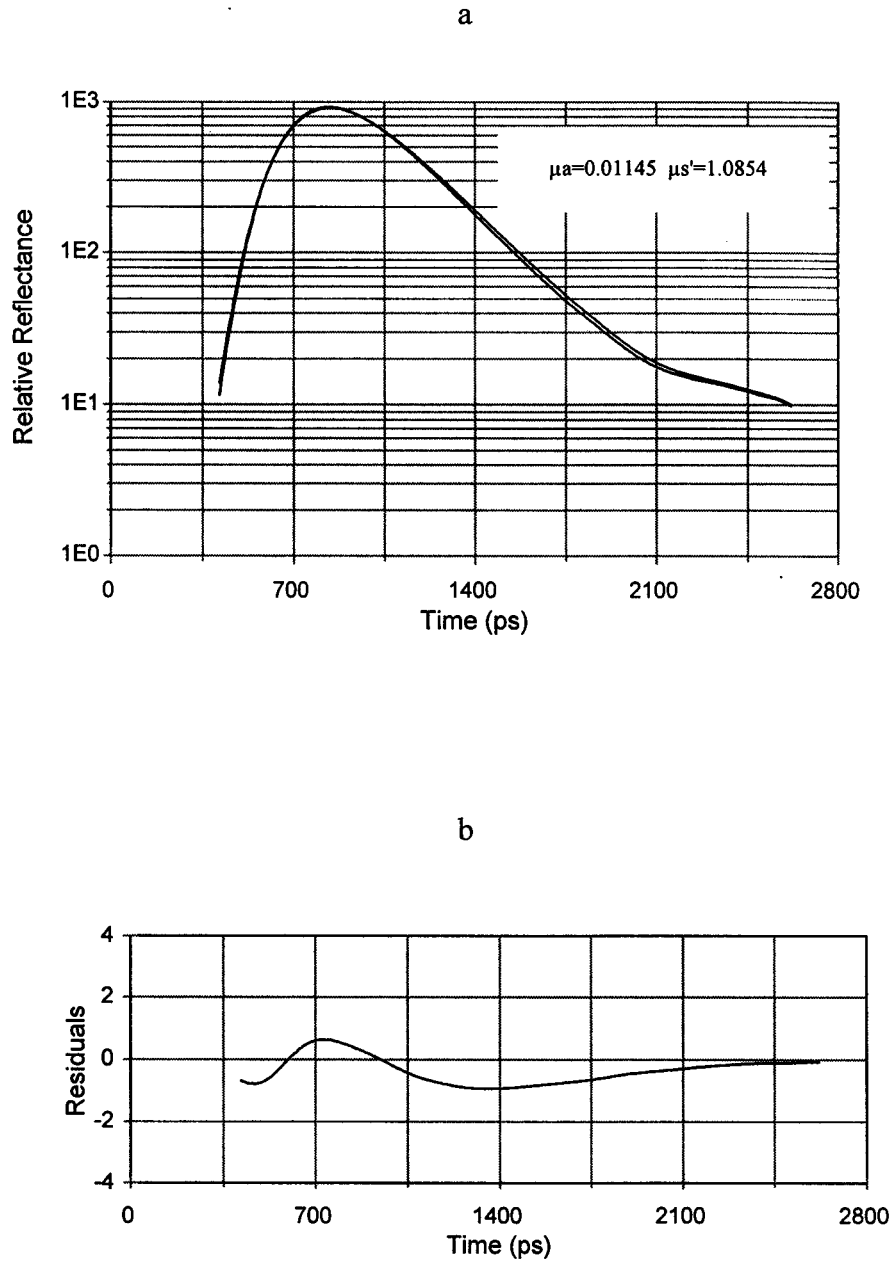 a
1E3
µa=0.01145 µs'=1.0854
1E2
Relative Reflectance
1E1
1E0
0 700 1400 2100 2800
Time (ps)
b
4
2
0
Residuals
-2
-4
0 700 1400 2100 2800
Time (ps)